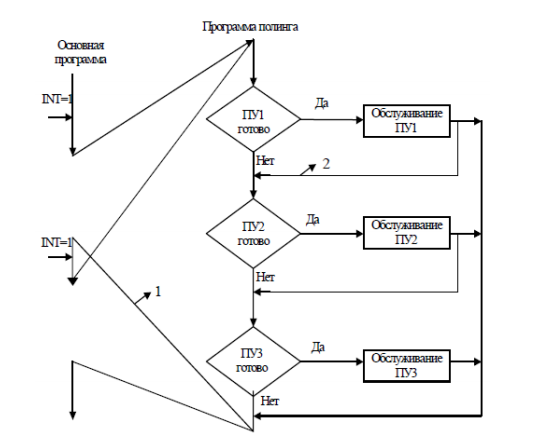 Программа полинга
Основная
программа
INT=1
ПУ1
готово
Да
Обслуживание
ПУ1
Нет
2
INT=1
ПУ2
готово
Да
Обслуживание
ПУ2
Нет
1
ПУ3
готово
Да
Обслуживание
ПУ3
Нет